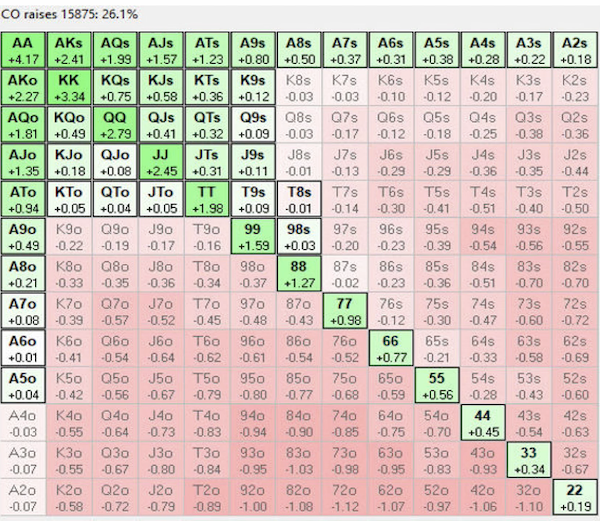 CO raises 15875: 26.1%
AA AKs AQs AJs ATs A9s A8s A7s A6s A5s A4s A3s A2s
+4.17 +2.41 +1.99 +1.57 +1.23 +0.80 +0.50 +0.37 +0.31 +0.38 +0.28 +0.22 +0.18
AKo KK KQs KJs KTs K9s K8s K7s K6s K5s K4s K3s K2s
+2.27 +3.34 +0.75 +0.58 +0.36 +0.12 -0.03 -0.03 -0.10 -0.12 -0.20 -0.17 -0.23
AQo KQo QQ QJs QTs Q9s Q8s Q7s Q6s Q5s Q4s Q3s Q2s
+1.81 +0.49 +2.79 +0.41 +0.32 +0.09 -0.03 -0.17 -0.12 -0.18 -0.25 -0.38 -0.36
AJo KJo QJo JJ JTs J9s J8s J7s J6s J5s J4s J3s J2s
+1.35 +0.18 +0.08 +2.45 +0.31 +0.11 -0.01 -0.13 -0.29 -0.29 -0.36 -0.35 -0.44
ATo KTo QTo JTo TT T9s T8s T7s T6s T5s T4s T3s T2s
+0.94 +0.05 +0.04 +0.05 +1.98 +0.09 -0.01 -0.14 -0.30 -0.41 -0.51 -0.40 -0.50
A9o K9o Q9o J9o T9o 99 98s 97s 96s 95s 94s 93s 92s
+0.49 -0.22 -0.19 -0.17 -0.16 +1.59 +0.03 -0.20 -0.23 -0.39 -0.54 -0.56 -0.55
A8o K8o Q8o J8o T8o 98o 88 87s 86s 85s 84s 83s 82s
+0.21 -0.33 -0.35 -0.36 -0.34 -0.37 +1.27 -0.02 -0.23 -0.36 -0.51 -0.70 -0.70
A7o K7o Q7o J7o T7o 97o 87o 77 76s 75s 74s 73s 72s
+0.08 -0.39 -0.57 -0.52 -0.45 -0.48 -0.43 +0.98 -0.12 -0.30 -0.47 -0.60 -0.72
A6o K6o Q6o J6o T6o 96o 86o 76o 66 65s 64s 63s 62s
+0.01 -0.41 -0.54 -0.64 -0.62 -0.61 -0.54 -0.52 +0.77 -0.21 -0.33 -0.58 -0.69
A5o K5o Q5o J5o T5o 95o 85o 75o 65o 55 54s 53s 52s
+0.04 -0.42 -0.56 -0.67 -0.79 -0.80 -0.77 -0.68 -0.59 +0.56 -0.28 -0.43 -0.60
A4o K4o Q4o J4o T4o 94o 84o 74o 64o 54o 44 43s 42s
-0.03 -0.55 -0.64 -0.73 -0.83 -0.94 -0.90 -0.85 -0.75 -0.70 +0.45 -0.54 -0.63
A3o K3o Q3o J3o T3o 93o 83o 73o 63o 53o 43o 33 32s
-0.07 -0.55 -0.67 -0.80 -0.84 -0.95 -1.03 -0.98 -0.95 -0.83 -0.93 +0.34 -0.67
A2o K2o Q2o J2o T2o 92o 82o 72o 62o 52o 42o 32o 22
-0.07 -0.58 -0.72 -0.79 -0.89 -1.00 -1.08 -1.12 -1.07 -0.97 -1.06 -1.10 +0.19